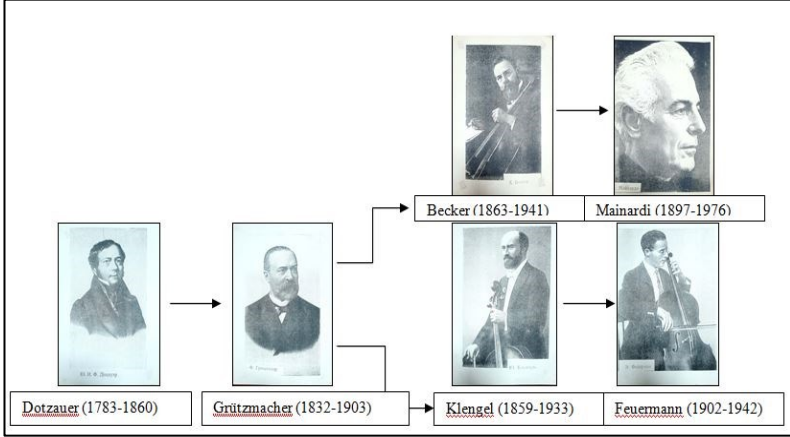 Becker (1863-1941)
Mainardi (1897-1976)
Dotzauer (1783-1860)
Grützmacher (1832-1903)
Klengel (1859-1933)
Feuermann (1902-1942)